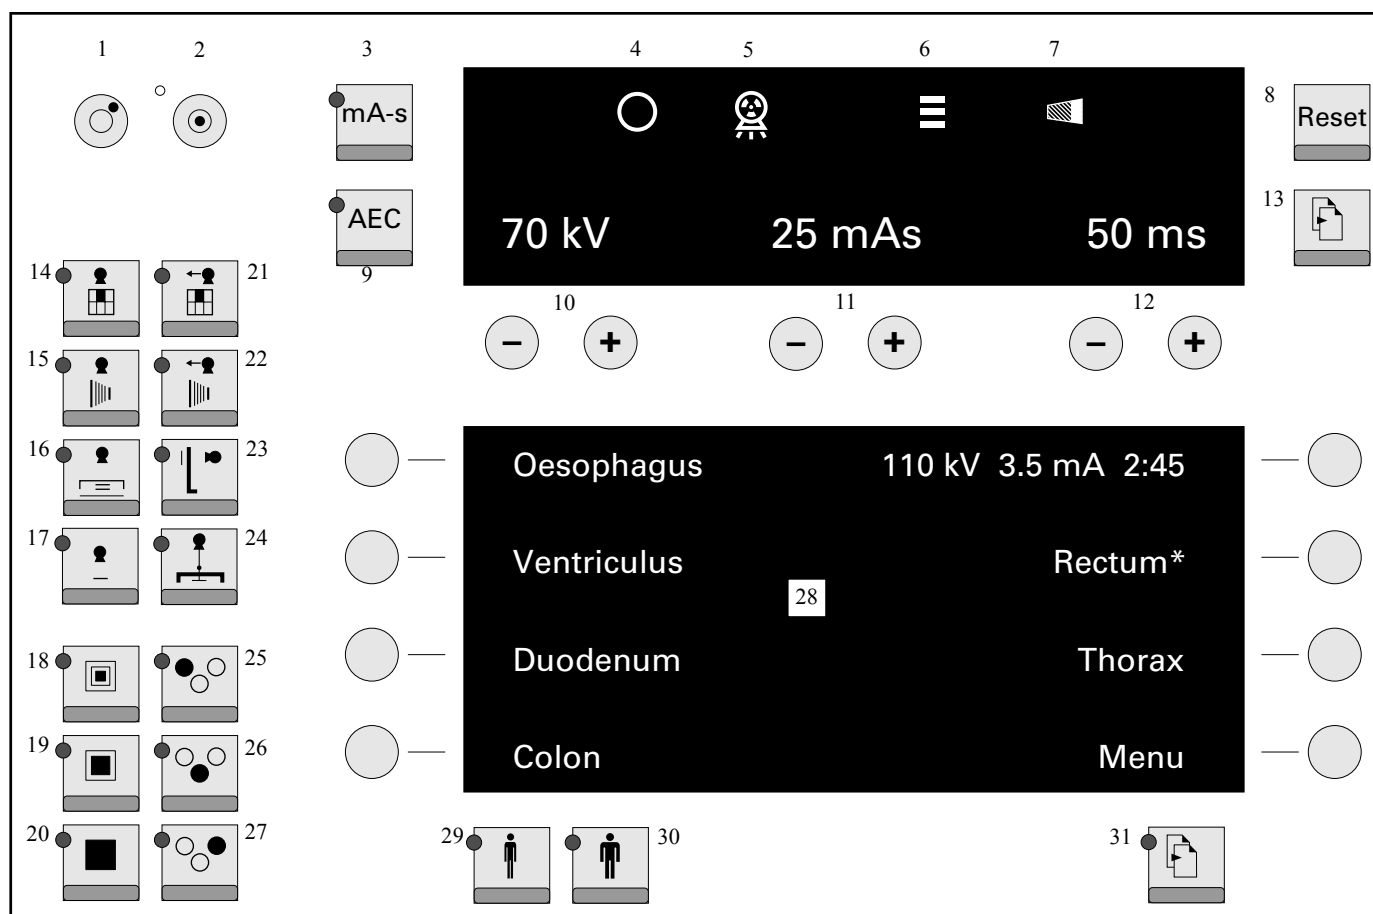 1 2 3 4 5 6 7
mA-s
8
Reset
AEC
9
70 kV 25 mAs 50 ms
13
14 21
10 11 12
− + − + − +
15 22
16 23
Oesophagus 110 kV 3.5 mA 2:45
17 24
Ventriculus Rectum*
28
18 25
Duodenum Thorax
19 26
Colon Menu
20 27
29 30 31